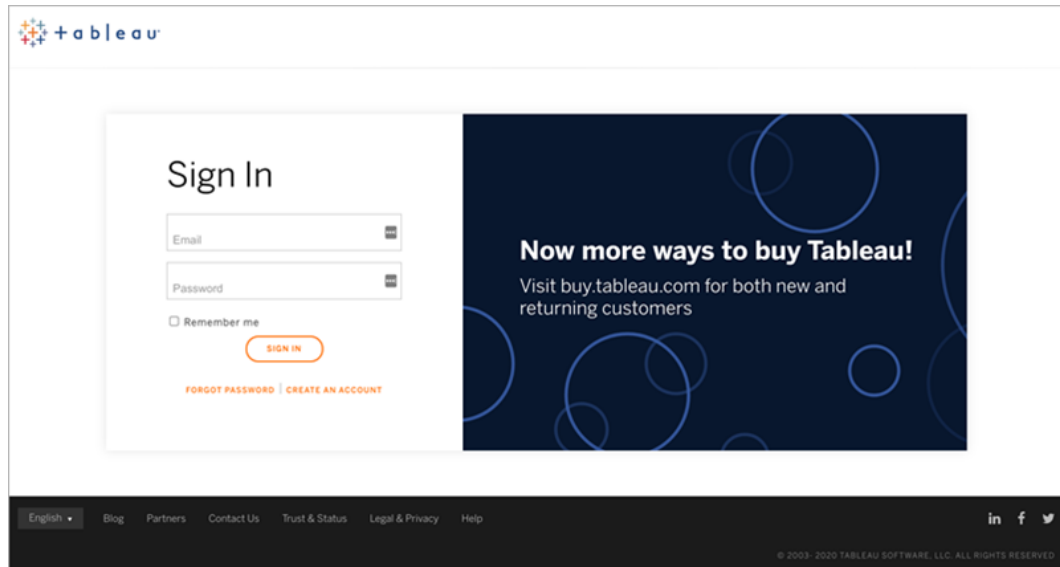 +ableau
Sign In
Email
Password
Remember me
SIGN IN
FORGOT PASSWORD | CREATE AN ACCOUNT
Now more ways to buy Tableau!
Visit buy.tableau.com for both new and
returning customers
English Blog Partners Contact Us Trust & Status Legal & Privacy Help
in f
© 2003- 2020 TABLEAU SOFTWARE, LLC. ALL RIGHTS RESERVED